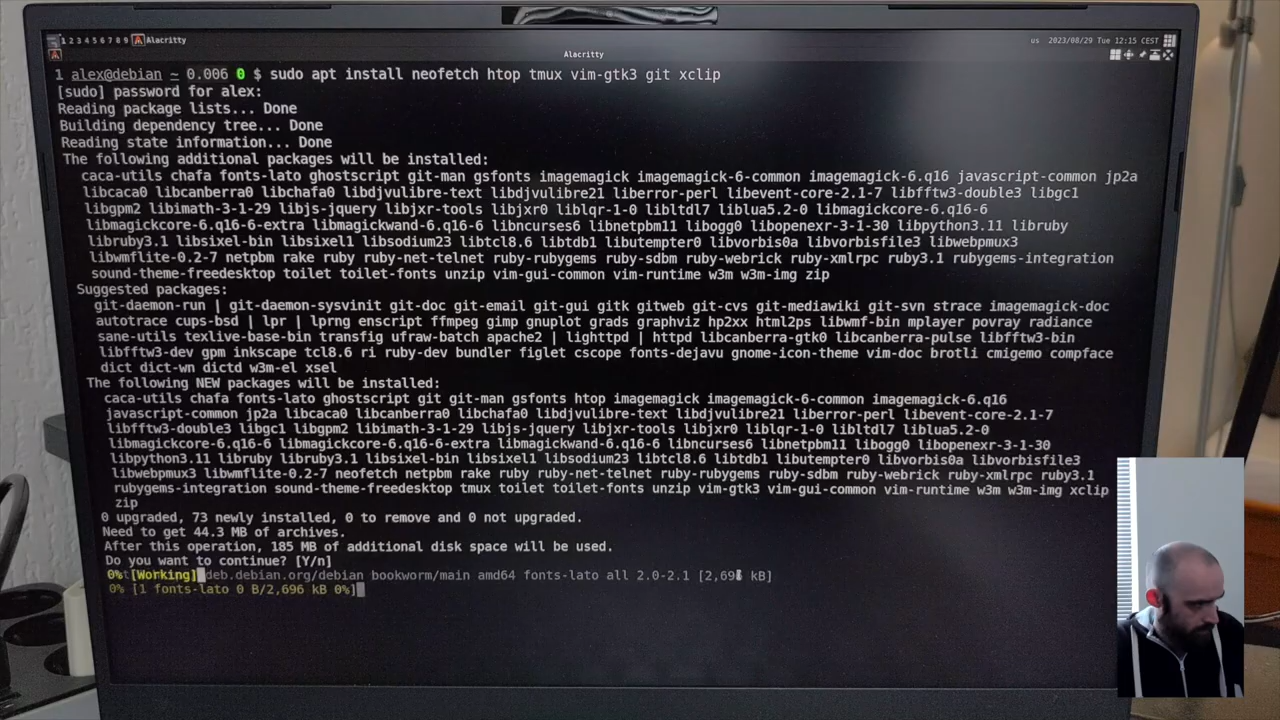 1 2 3 4 5 6 7 8 9 Alacritty
us 2023/08/29 Tue 12:15 CEST
Alacritty
1 alex@debian ~ 0.006 0 $ sudo apt install neofetch htop tmux vim-gtk3 git xclip
[sudo] password for alex:
Reading package lists... Done
Building dependency tree... Done
Reading state information... Done
The following additional packages will be installed:
caca-utils chafa fonts-lato ghostscript git-man gsfonts imagemagick imagemagick-6-common imagemagick-6.q16 javascript-common jp2a
libcaca0 libcanberra0 libchafa0 libdjvulibre-text libdjvulibre21 liberror-perl libevent-core-2.1-7 libfftw3-double3 libgc1
libgpm2 libimath-3-1-29 libjs-jquery libjxr-tools libjxr0 liblqr-1-0 libltdl7 liblua5.2-0 libmagickcore-6.q16-6
libmagickcore-6.q16-6-extra libmagickwand-6.q16-6 libncurses6 libnetpbm11 libogg0 libopenexr-3-1-30 libpython3.11 libruby
libruby3.1 libsixel-bin libsixel1 libsodium23 libtcl8.6 libtdb1 libutempter0 libvorbis0a libvorbisfile3 libwebpmux3
libwmflite-0.2-7 netpbm rake ruby ruby-net-telnet ruby-rubygems ruby-sdbm ruby-webrick ruby-xmlrpc ruby3.1 rubygems-integration
sound-theme-freedesktop toilet toilet-fonts unzip vim-gui-common vim-runtime w3m w3m-img zip
Suggested packages:
git-daemon-run | git-daemon-sysvinit git-doc git-email git-gui gitk gitweb git-cvs git-mediawiki git-svn strace imagemagick-doc
autotrace cups-bsd | lpr | lprng enscript ffmpeg gimp gnuplot grads graphviz hp2xx html2ps libwmf-bin mplayer povray radiance
sane-utils texlive-base-bin transfig ufraw-batch apache2 | lighttpd | httpd libcanberra-gtk0 libcanberra-pulse libfftw3-bin
libfftw3-dev gpm inkscape tcl8.6 ri ruby-dev bundler figlet cscope fonts-dejavu gnome-icon-theme vim-doc brotli cmigemo compface
dict dict-wn dictd w3m-el xsel
The following NEW packages will be installed:
caca-utils chafa fonts-lato ghostscript git git-man gsfonts htop imagemagick imagemagick-6-common imagemagick-6.q16
javascript-common jp2a libcaca0 libcanberra0 libchafa0 libdjvulibre-text libdjvulibre21 liberror-perl libevent-core-2.1-7
libfftw3-double3 libgc1 libgpm2 libimath-3-1-29 libjs-jquery libjxr-tools libjxr0 liblqr-1-0 libltdl7 liblua5.2-0
libmagickcore-6.q16-6 libmagickcore-6.q16-6-extra libmagickwand-6.q16-6 libncurses6 libnetpbm11 libogg0 libopenexr-3-1-30
libpython3.11 libruby libruby3.1 libsixel-bin libsixel1 libsodium23 libtcl8.6 libtdb1 libutempter0 libvorbis0a libvorbisfile3
libwebpmux3 libwmflite-0.2-7 neofetch netpbm rake ruby ruby-net-telnet ruby-rubygems ruby-sdbm ruby-webrick ruby-xmlrpc ruby3.1
rubygems-integration sound-theme-freedesktop tmux toilet toilet-fonts unzip vim-gtk3 vim-gui-common vim-runtime w3m w3m-img xclip
zip
0 upgraded, 73 newly installed, 0 to remove and 0 not upgraded.
Need to get 44.3 MB of archives.
After this operation, 185 MB of additional disk space will be used.
Do you want to continue? [Y/n]
0% [Working] deb.debian.org/debian bookworm/main amd64 fonts-lato all 2.0-2.1 [2,696 kB]
0% [1 fonts-lato 0 B/2,696 kB 0%]